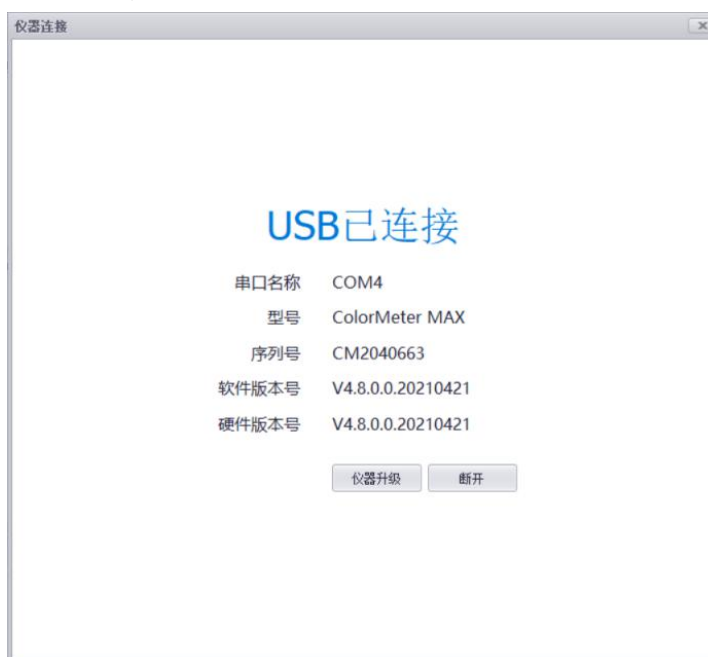 仪器连接
USB已连接
串口名称 COM4
型号 ColorMeter MAX
序列号 CM2040663
软件版本号 V4.8.0.0.20210421
硬件版本号 V4.8.0.0.20210421
仪器升级 断开